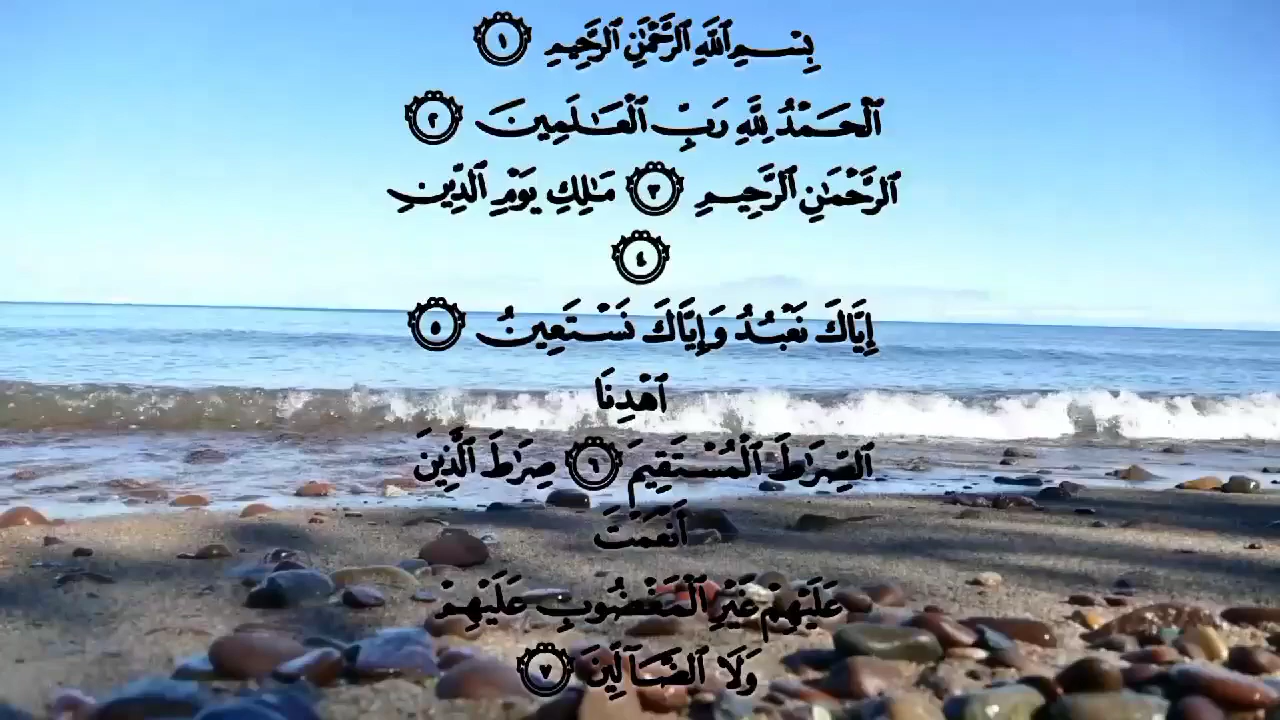 بِسْمِ ٱللَّهِ ٱلرَّحْمَٰنِ ٱلرَّحِيمِ ١
ٱلْحَمْدُ لِلَّهِ رَبِّ ٱلْعَٰلَمِينَ ٢
ٱلرَّحْمَٰنِ ٱلرَّحِيمِ ٣ مَٰلِكِ يَوْمِ ٱلدِّينِ
٤
إِيَّاكَ نَعْبُدُ وَإِيَّاكَ نَسْتَعِينُ ٥
ٱهْدِنَا
ٱلصِّرَٰطَ ٱلْمُسْتَقِيمَ ٦ صِرَٰطَ ٱلَّذِينَ
أَنْعَمْتَ
عَلَيْهِمْ غَيْرِ ٱلْمَغْضُوبِ عَلَيْهِمْ
وَلَا ٱلضَّآلِّينَ ٧